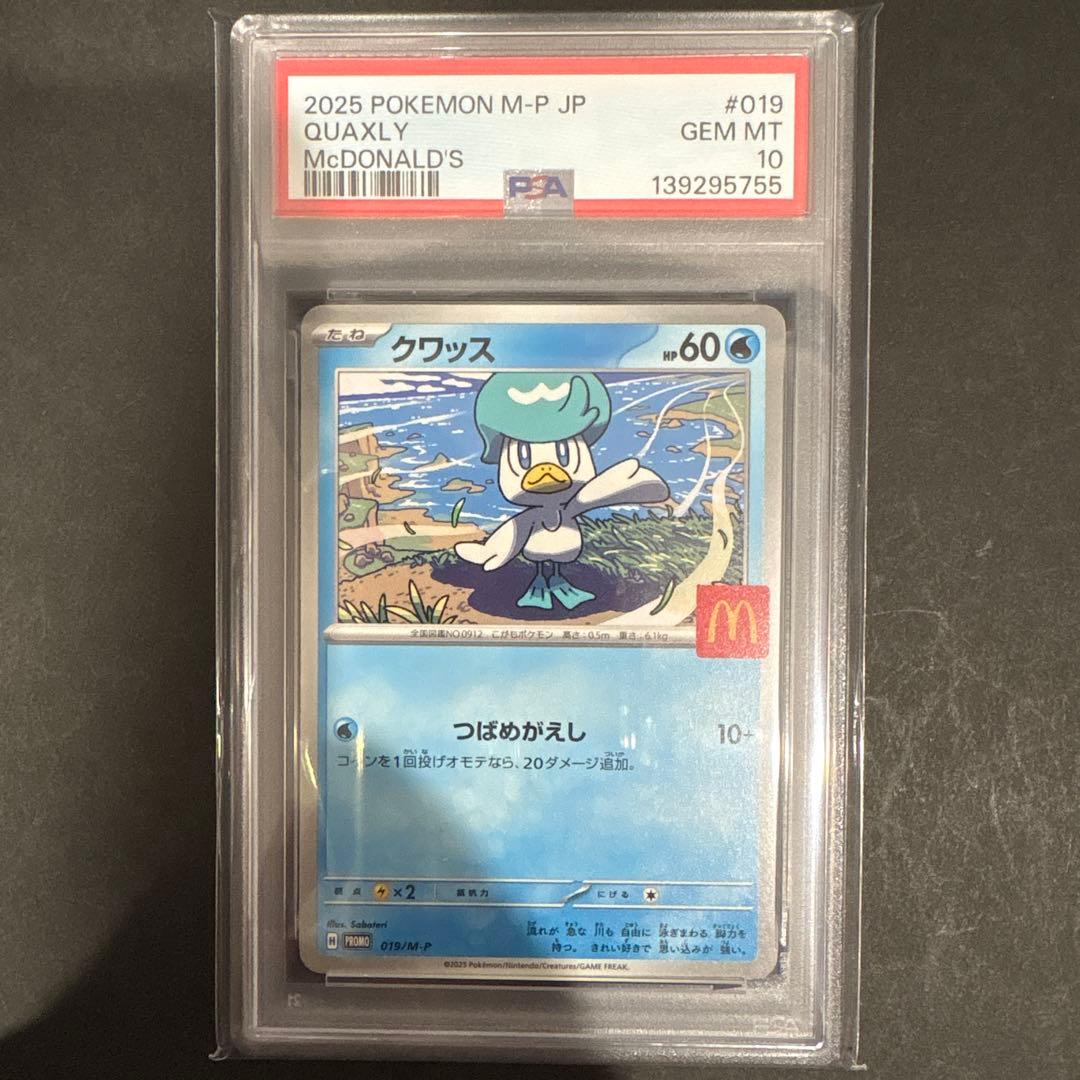 2025 POKEMON M-P JP #019
QUAXLY GEM MT
McDONALD'S 10
PSA 139295755
たね クワッス HP60
M
全国図鑑NO.0912 こがもポケモン 高さ:0.5m 重さ:6.1kg
つばめがえし 10+
コインを1回投げオモテなら、20ダメージ追加。
弱点 ×2 抵抗力 にげる
Illus. Sabateri
流れが 急な 川も 自由に 泳ぎまわる 脚力を
持つ。 きれい好きで 思い込みが 強い。
H PROMO 019/M-P
©2025 Pokémon/Nintendo/Creatures/GAME FREAK.
PSA